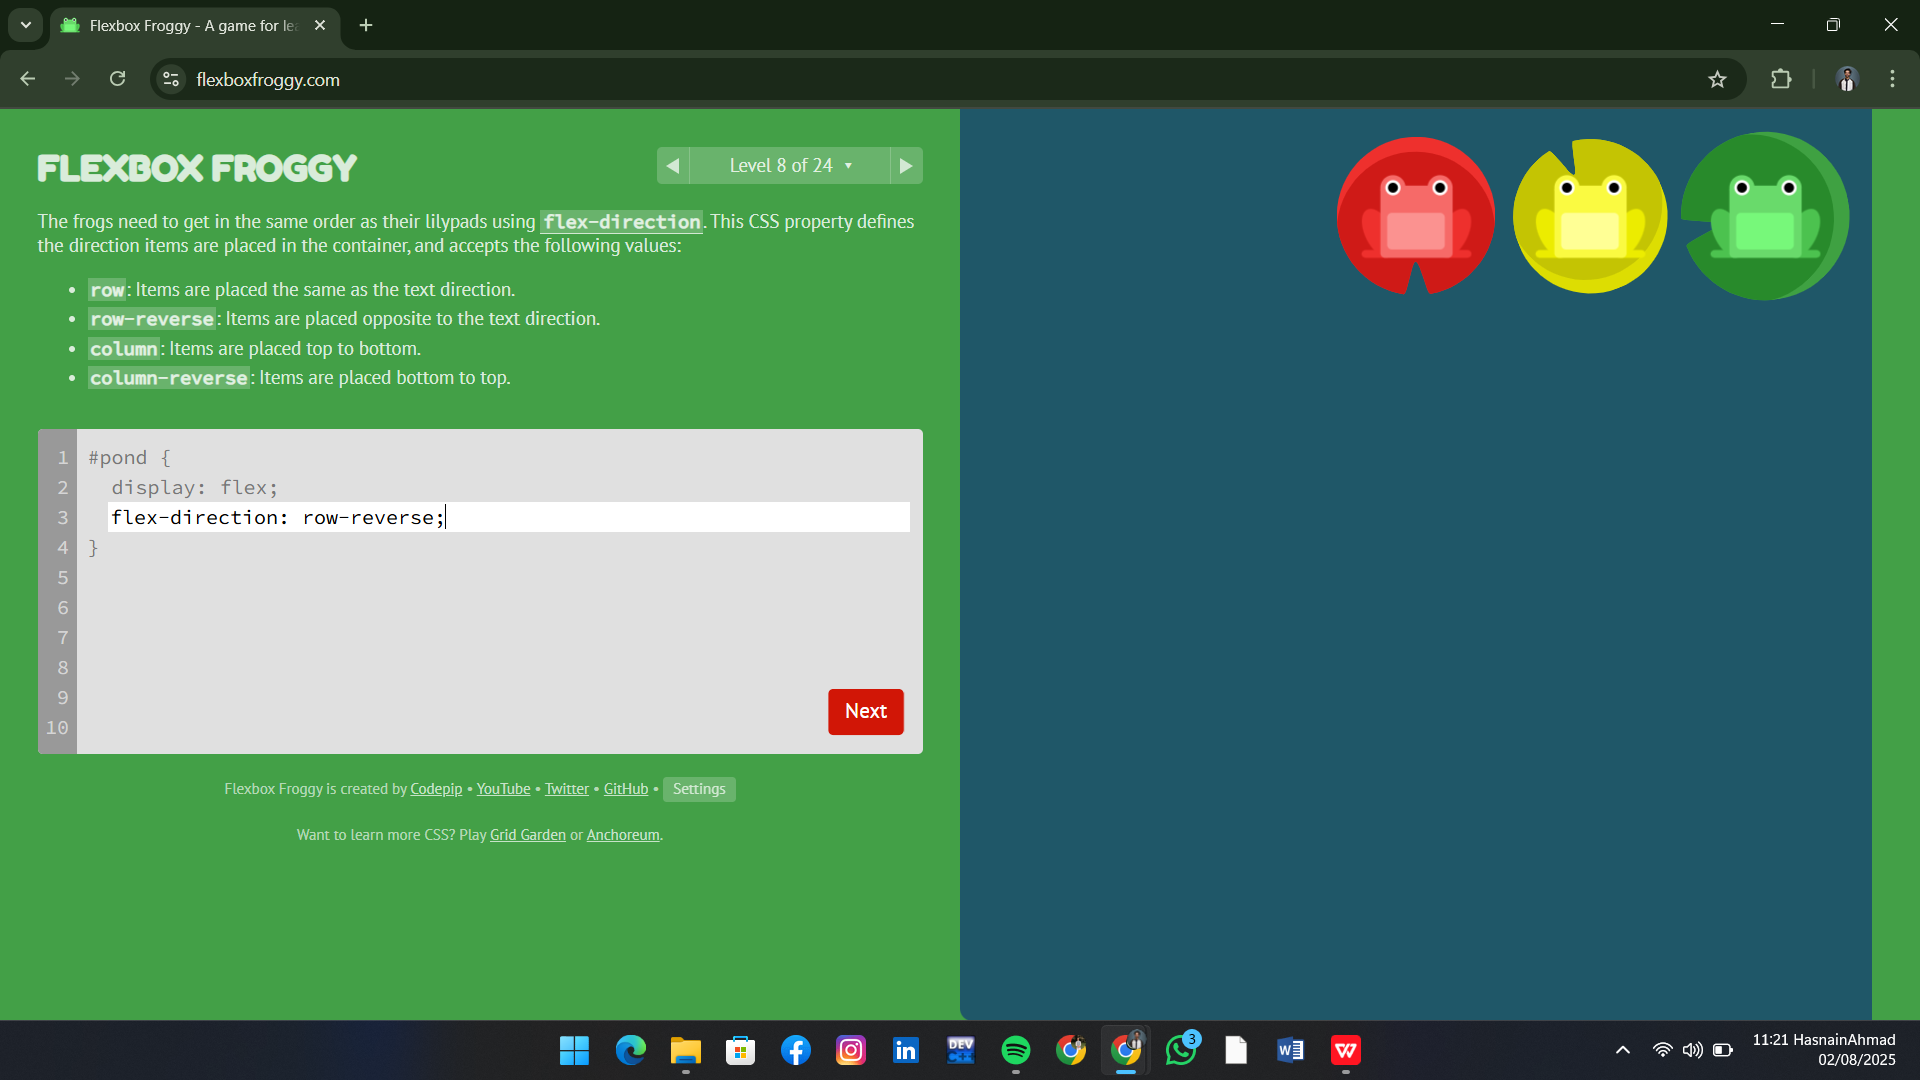 Flexbox Froggy - A game for le
flexboxfroggy.com
FLEXBOX FROGGY
Level 8 of 24
The frogs need to get in the same order as their lilypads using flex-direction. This CSS property defines
the direction items are placed in the container, and accepts the following values:
row: Items are placed the same as the text direction.
row-reverse: Items are placed opposite to the text direction.
column: Items are placed top to bottom.
column-reverse: Items are placed bottom to top.
1 #pond {
2 display: flex;
3 flex-direction: row-reverse;
4 }
5
6
7
8
9
10
Next
Flexbox Froggy is created by Codepip • YouTube • Twitter • GitHub • Settings
Want to learn more CSS? Play Grid Garden or Anchoreum.
DEV
3
11:21 HasnainAhmad
02/08/2025